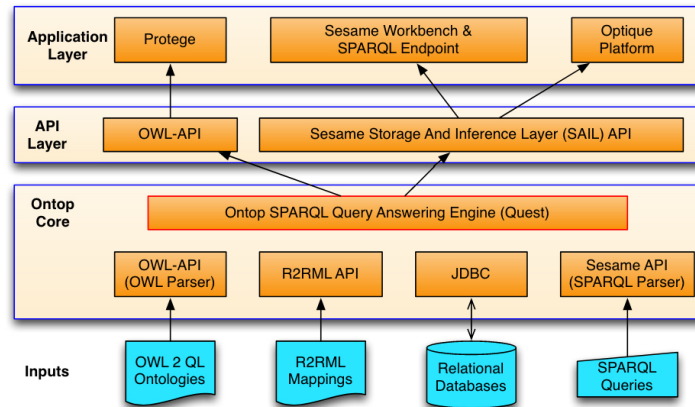 Application
Layer
Protege
Sesame Workbench &
SPARQL Endpoint
Optique
Platform
API
Layer
OWL-API
Sesame Storage And Inference Layer (SAIL) API
Ontop
Core
Ontop SPARQL Query Answering Engine (Quest)
OWL-API
(OWL Parser)
R2RML API
JDBC
Sesame API
(SPARQL Parser)
Inputs
OWL 2 QL
Ontologies
R2RML
Mappings
Relational
Databases
SPARQL
Queries